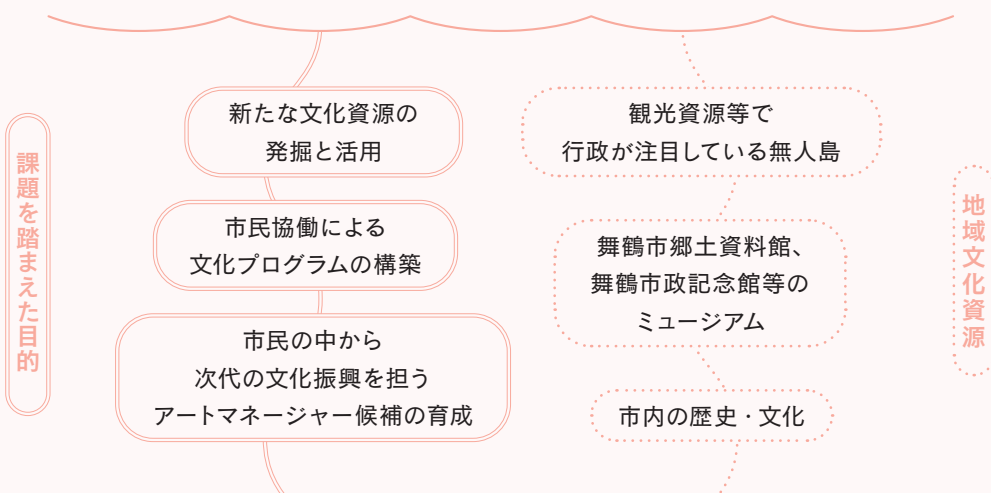 課題を踏まえた目的
新たな文化資源の
発掘と活用
市民協働による
文化プログラムの構築
市民の中から
次代の文化振興を担う
アートマネージャー候補の育成
観光資源等で
行政が注目している無人島
舞鶴市郷土資料館、
舞鶴市政記念館等の
ミュージアム
市内の歴史・文化
地域文化資源